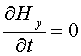 ∂H_y/∂t = 0